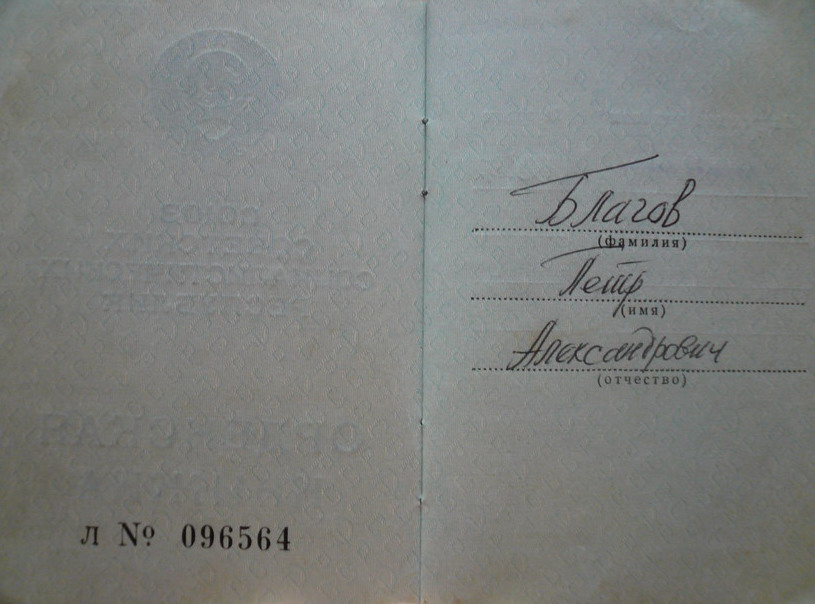 л № 096564
Благов
(фамилия)
Петр
(имя)
Александрович
(отчество)